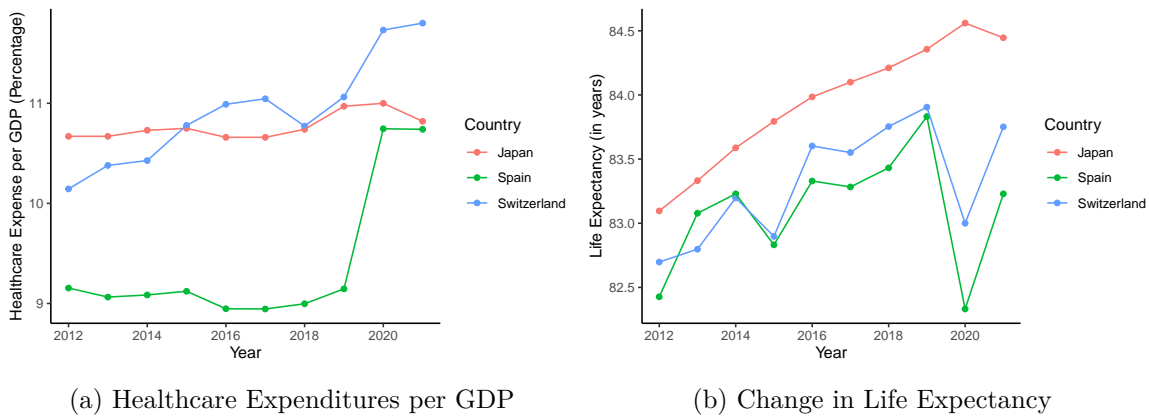 Healthcare Expense per GDP (Percentage)
11
10
9
2012
2014
2016
2018
2020
Year
Country
Japan
Spain
Switzerland
(a) Healthcare Expenditures per GDP
Life Expectancy (in years)
84.5
84.0
83.5
83.0
82.5
2012
2014
2016
2018
2020
Year
Country
Japan
Spain
Switzerland
(b) Change in Life Expectancy